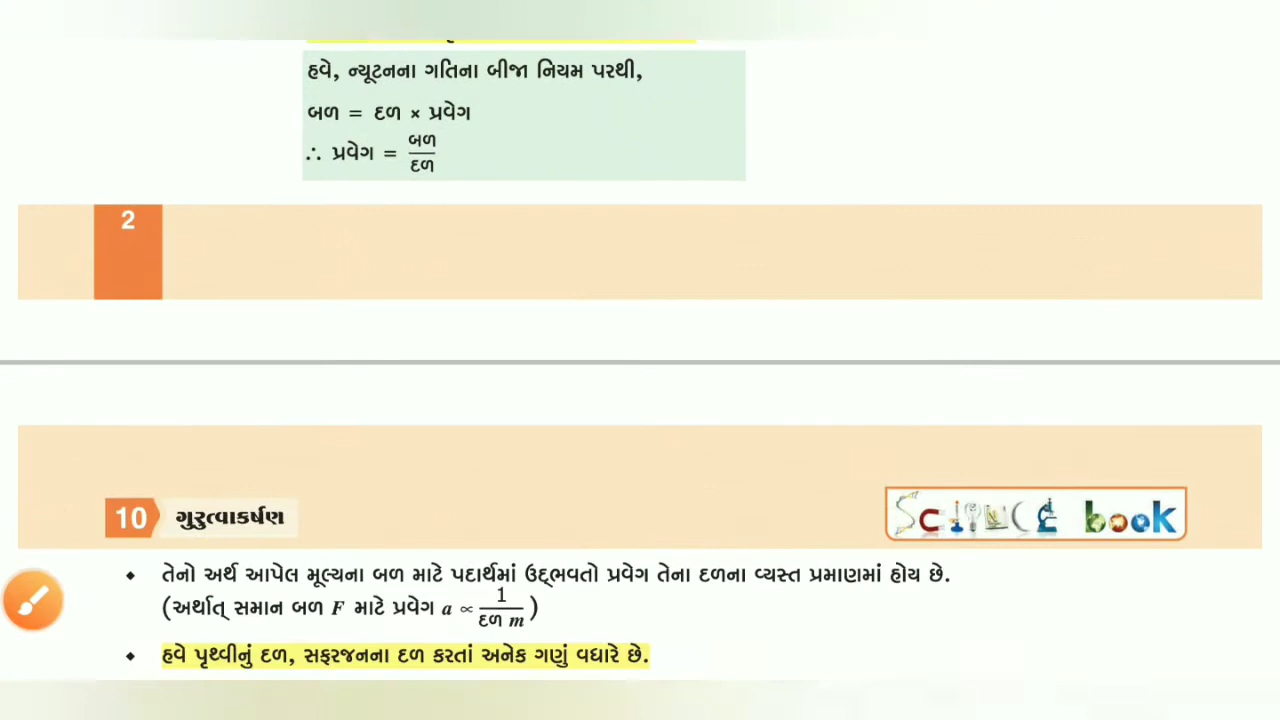 હવે, ન્યૂટનના ગતિના બીજા નિયમ પરથી,
બળ = દળ × પ્રવેગ
∴ પ્રવેગ = બળ/દળ
2
10 ગુરુત્વાકર્ષણ
Science book
⬥ તેનો અર્થ આપેલ મૂલ્યના બળ માટે પદાર્થમાં ઉદ્ભવતો પ્રવેગ તેના દળના વ્યસ્ત પ્રમાણમાં હોય છે.
(અર્થાત્ સમાન બળ F માટે પ્રવેગ a ∝ 1/દળ m)
⬥ હવે પૃથ્વીનું દળ, સફરજનના દળ કરતાં અનેક ગણું વધારે છે.